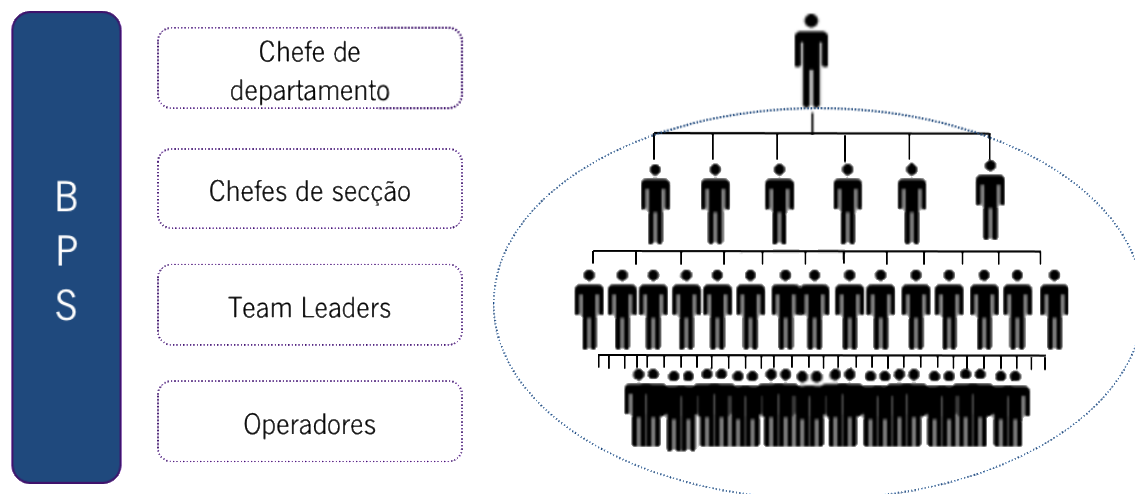 B
P
S
Chefe de
departamento
Chefes de secção
Team Leaders
Operadores